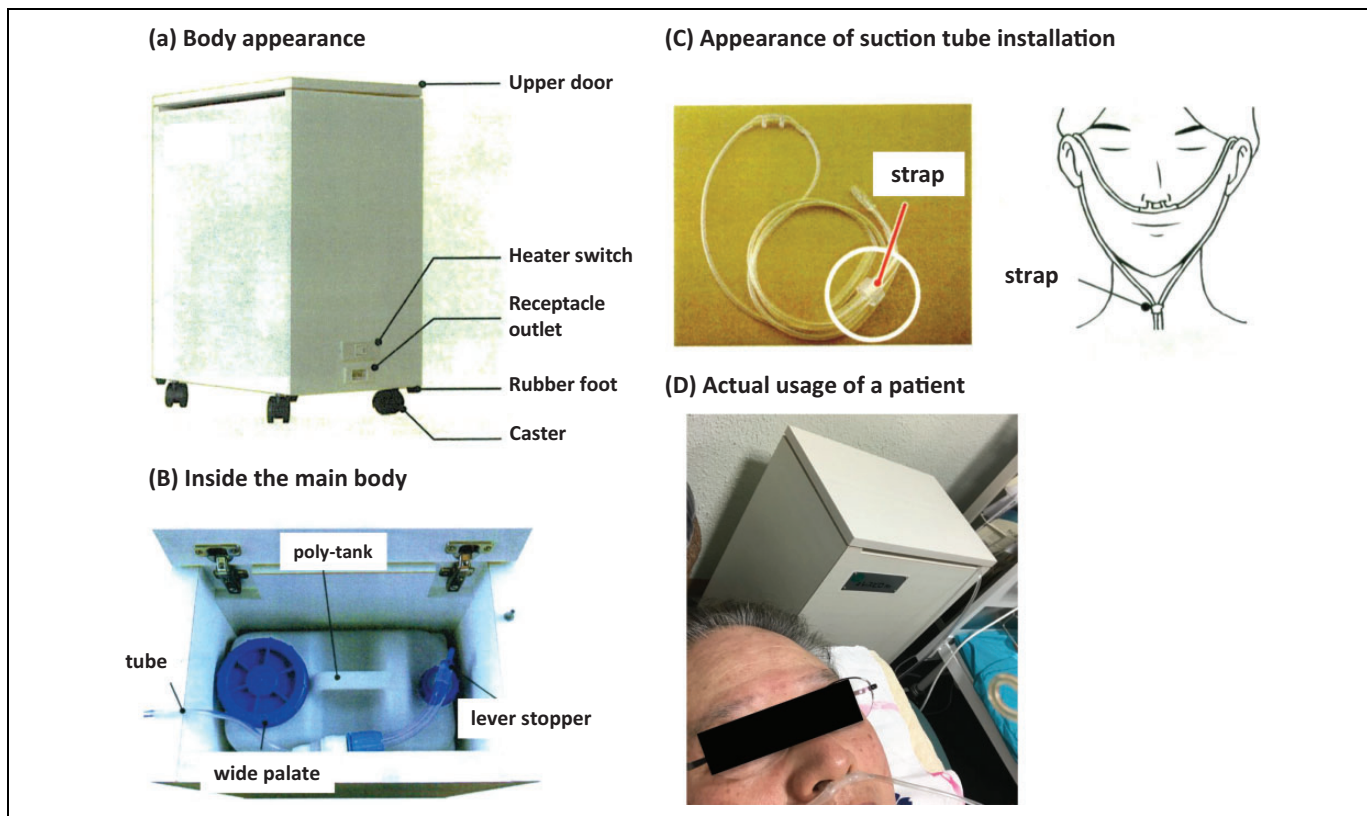 (a) Body appearance
Upper door
Heater switch
Receptacle
outlet
Rubber foot
Caster
(B) Inside the main body
poly-tank
tube
lever stopper
wide palate
(C) Appearance of suction tube installation
strap
strap
(D) Actual usage of a patient